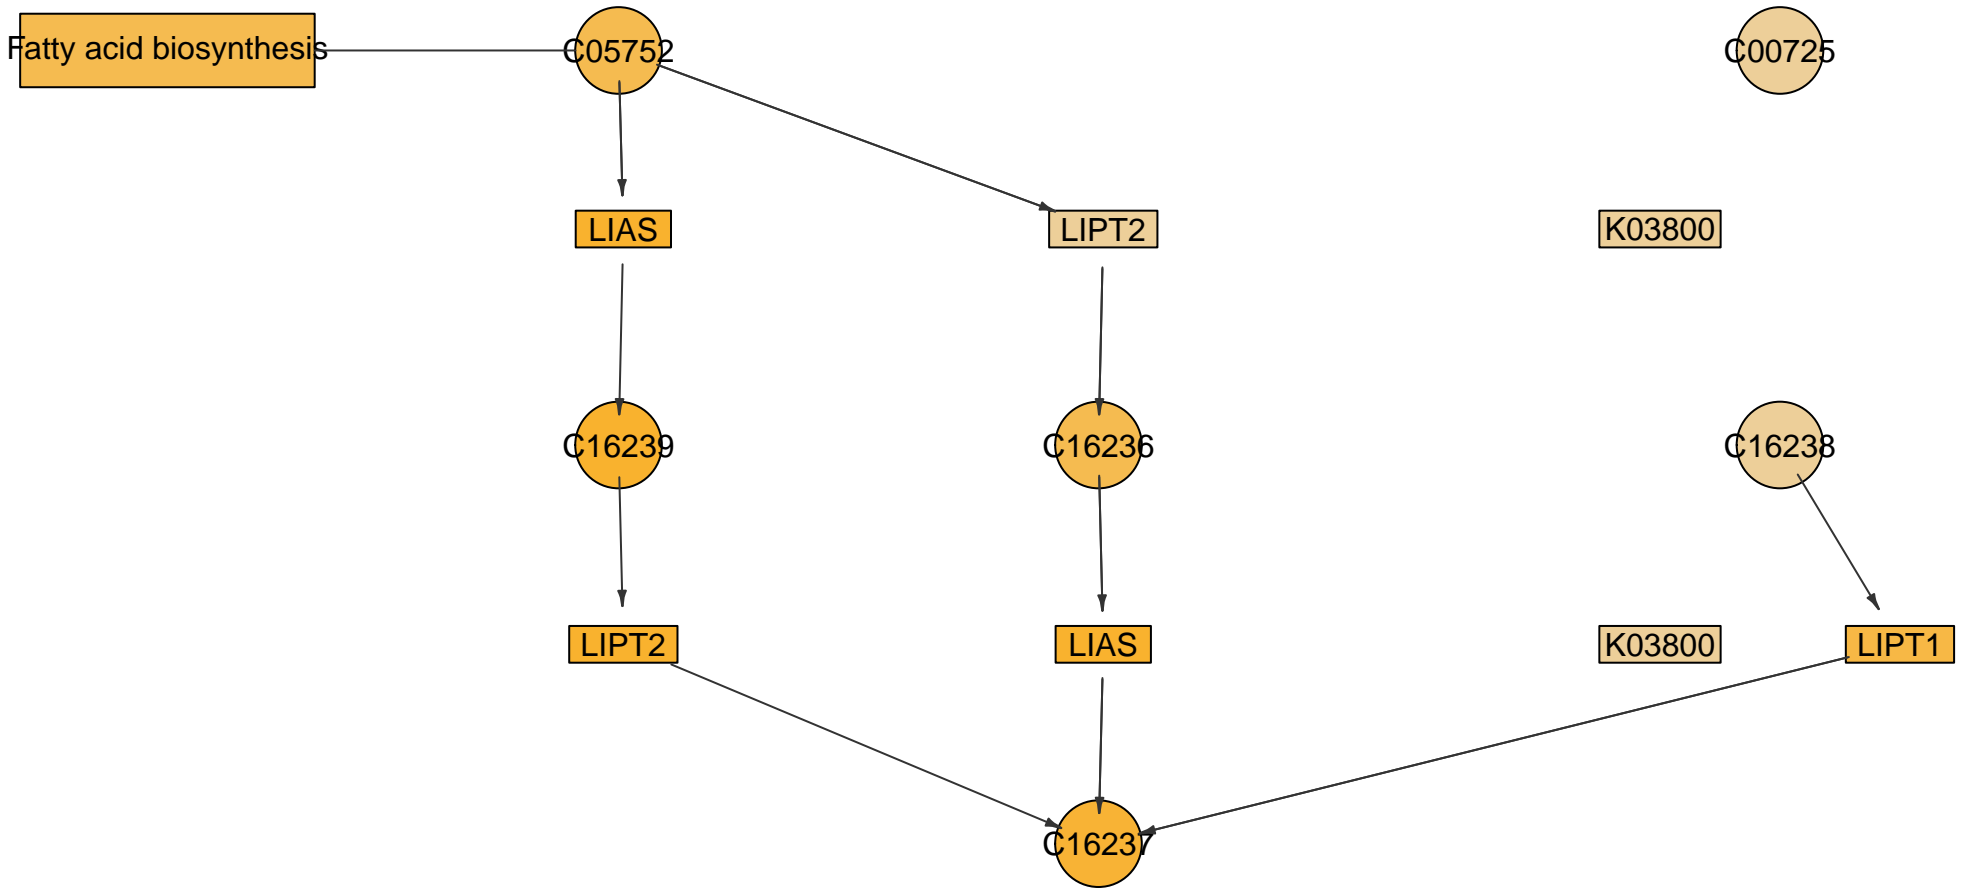 Fatty acid biosynthesis
C05752
C00725
LIAS
LIPT2
K03800
C16239
C16236
C16238
LIPT2
LIAS
K03800
LIPT1
C16237